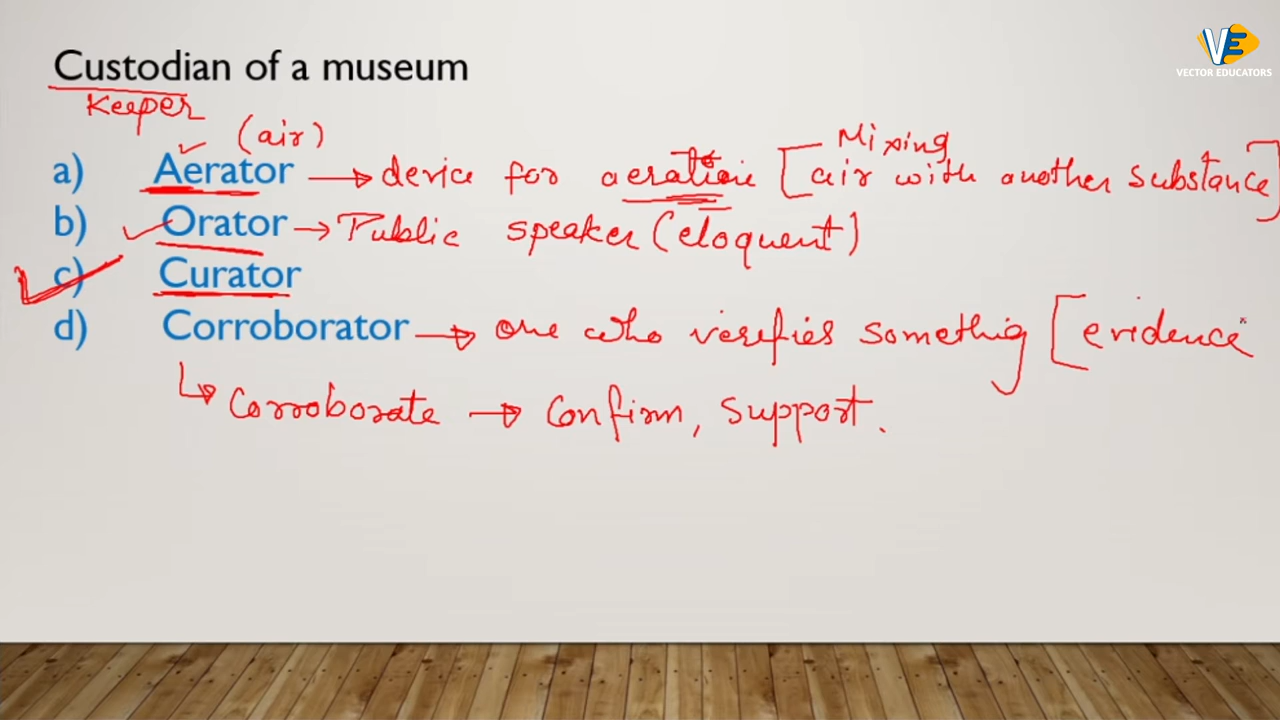 VE
VECTOR EDUCATORS
Custodian of a museum
Keeper
(air)
Mixing
a) Aerator → device for aeration [air with another substance]
b) Orator → Public speaker (eloquent)
c) Curator
d) Corroborator → one who verifies something [evidence
↳ Corroborate → Confirm, support.